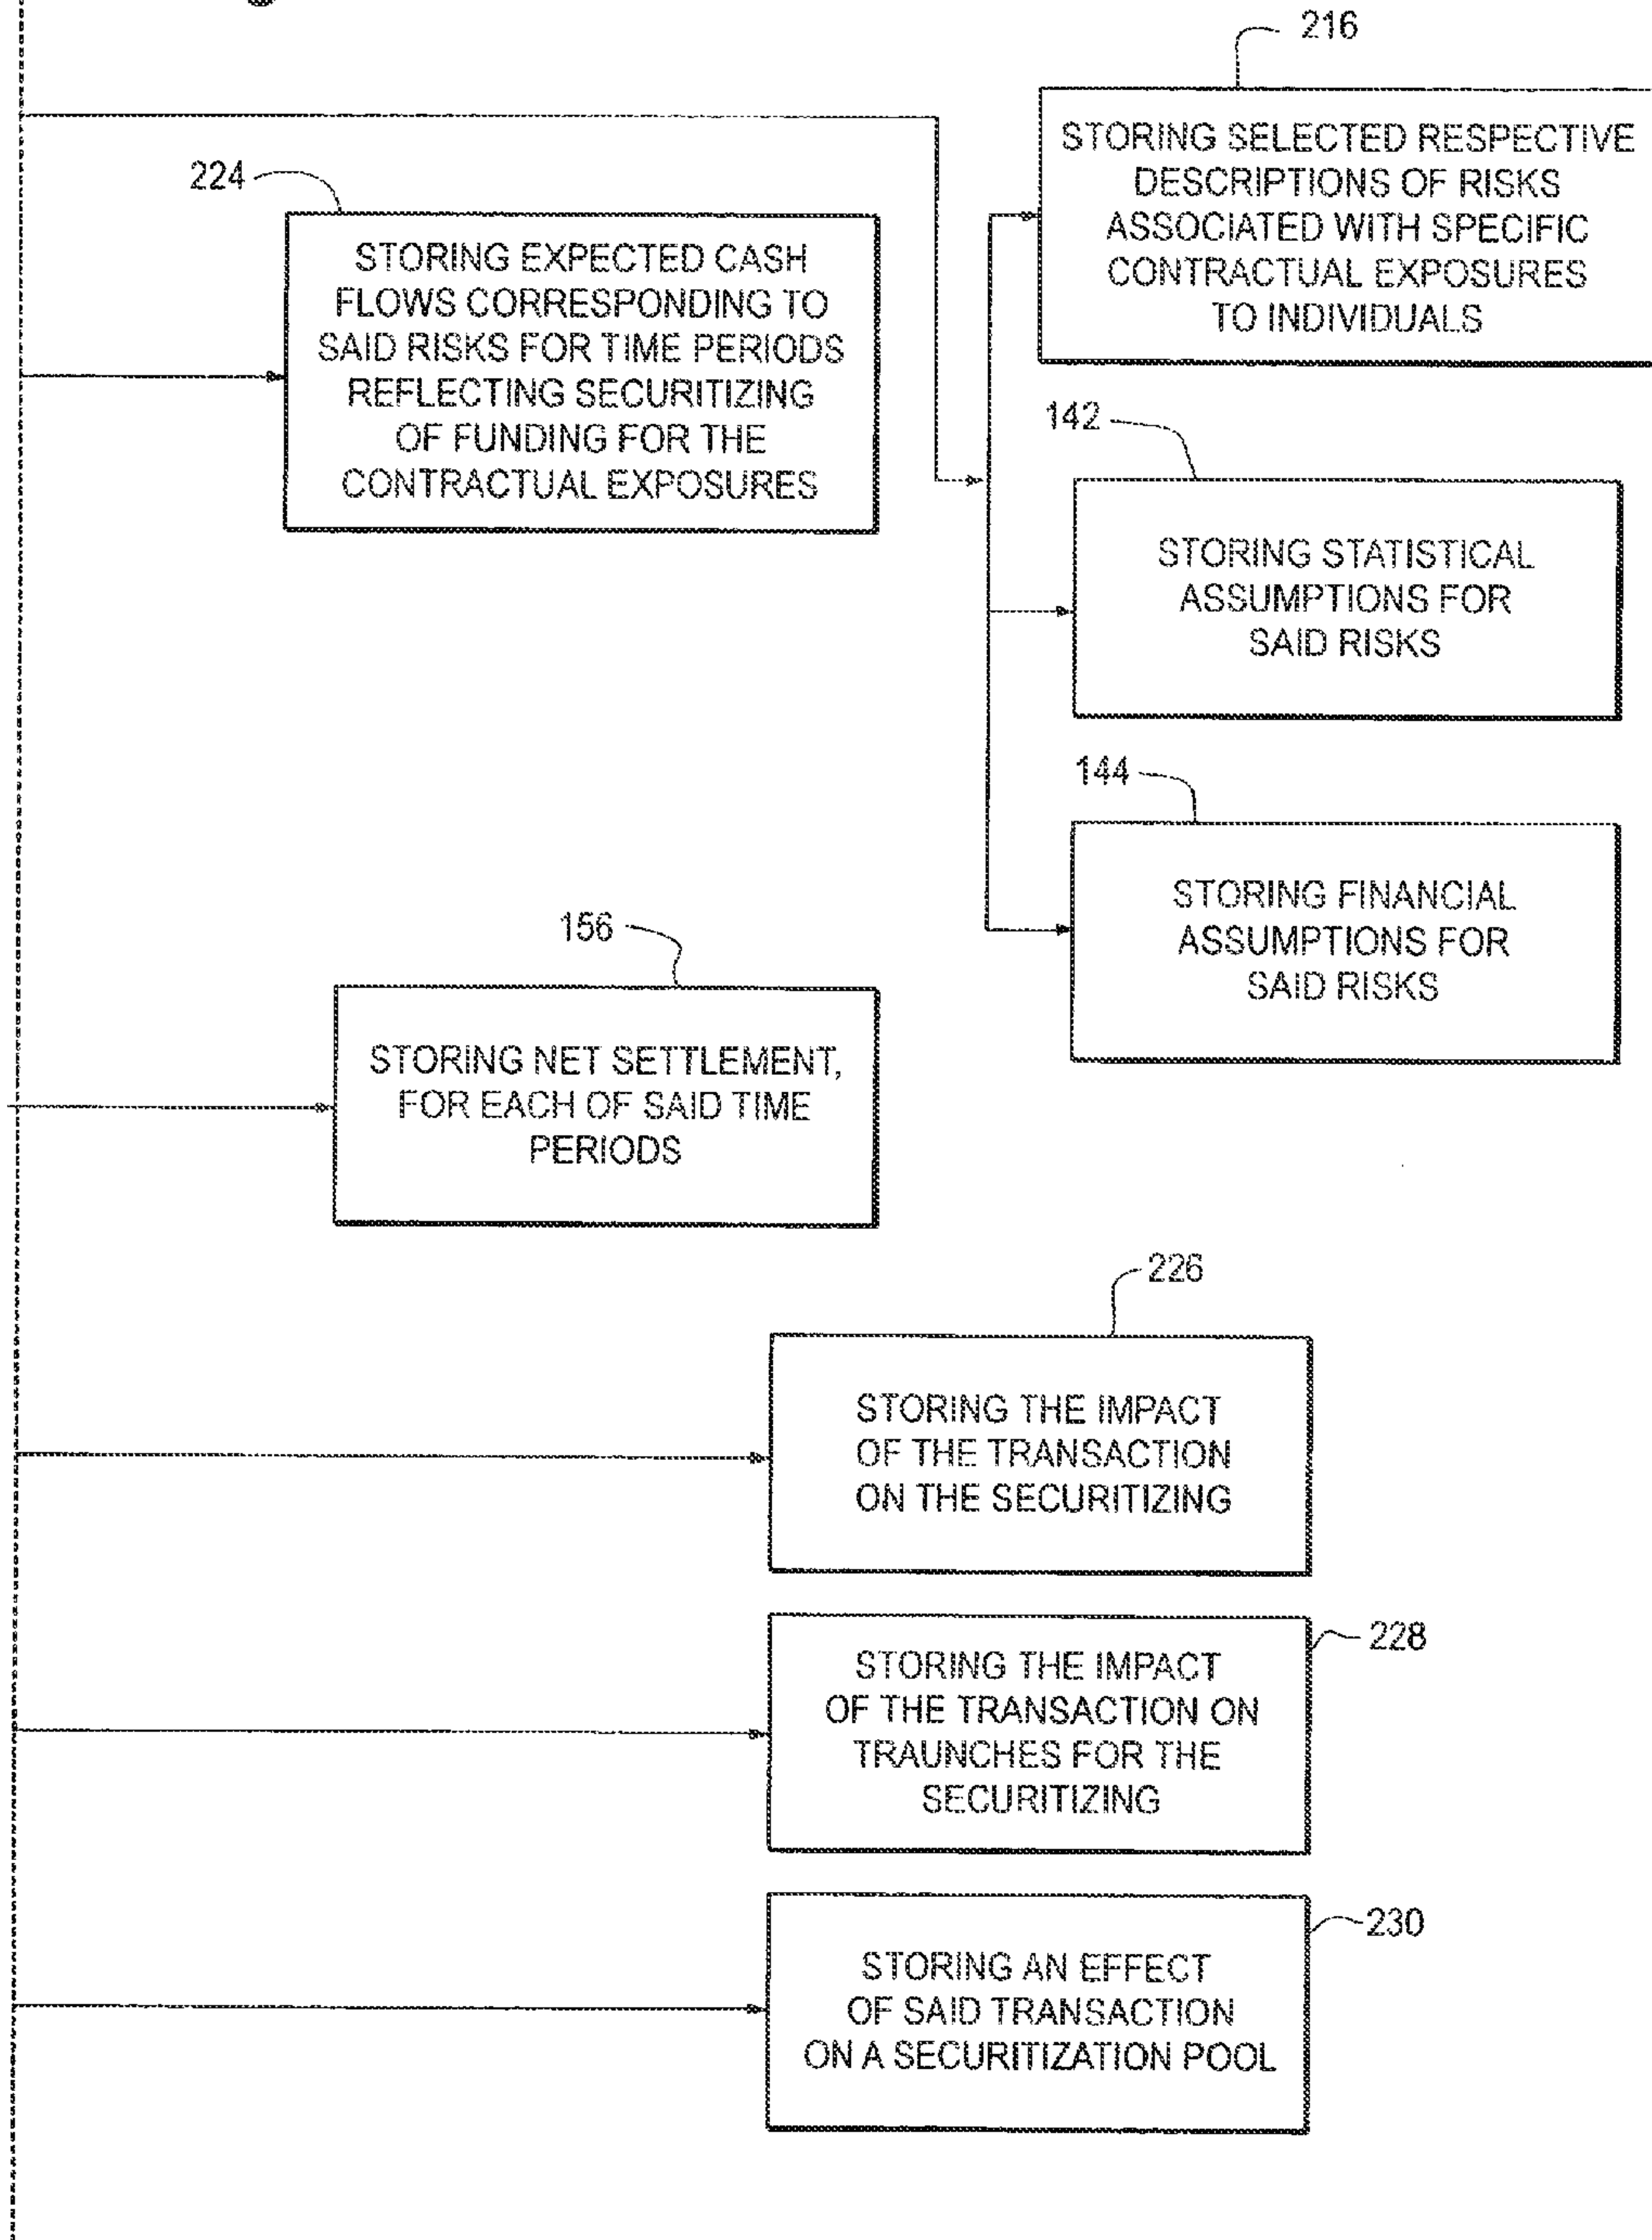 216
STORING SELECTED RESPECTIVE
DESCRIPTIONS OF RISKS
ASSOCIATED WITH SPECIFIC
CONTRACTUAL EXPOSURES
TO INDIVIDUALS
224
STORING EXPECTED CASH
FLOWS CORRESPONDING TO
SAID RISKS FOR TIME PERIODS
REFLECTING SECURITIZING
OF FUNDING FOR THE
CONTRACTUAL EXPOSURES
142
STORING STATISTICAL
ASSUMPTIONS FOR
SAID RISKS
144
STORING FINANCIAL
ASSUMPTIONS FOR
SAID RISKS
156
STORING NET SETTLEMENT,
FOR EACH OF SAID TIME
PERIODS
226
STORING THE IMPACT
OF THE TRANSACTION
ON THE SECURITIZING
228
STORING THE IMPACT
OF THE TRANSACTION ON
TRAUNCHES FOR THE
SECURITIZING
230
STORING AN EFFECT
OF SAID TRANSACTION
ON A SECURITIZATION POOL